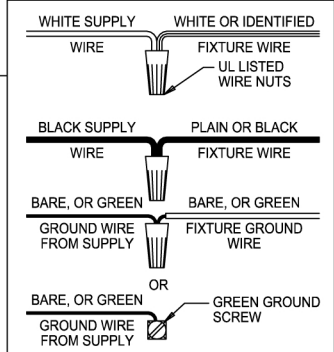 WHITE SUPPLY WIRE
WHITE OR IDENTIFIED FIXTURE WIRE
UL LISTED
WIRE NUTS
BLACK SUPPLY WIRE
PLAIN OR BLACK FIXTURE WIRE
BARE, OR GREEN
GROUND WIRE
FROM SUPPLY
BARE, OR GREEN
FIXTURE GROUND
WIRE
OR
BARE, OR GREEN
GROUND WIRE
FROM SUPPLY
GREEN GROUND
SCREW